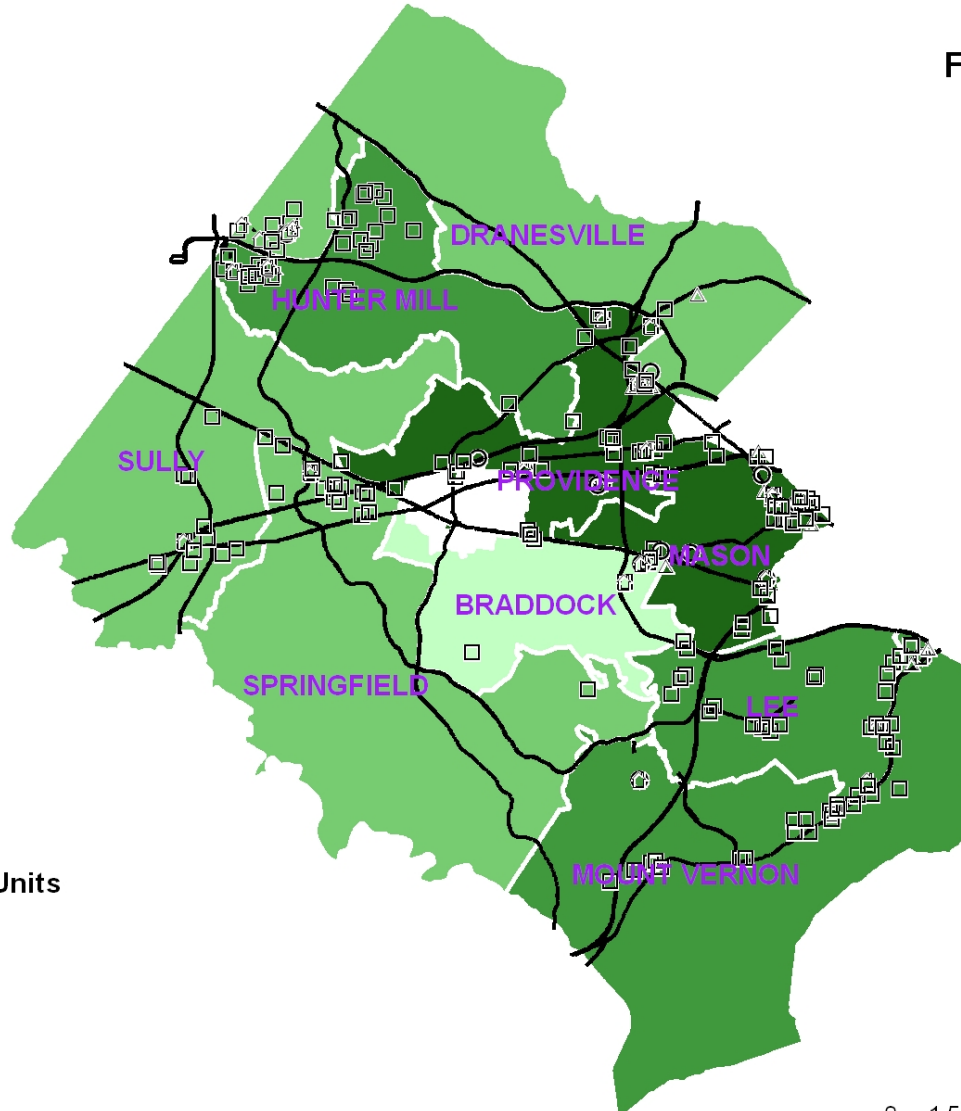 F
DRANESVILLE
HUNTER MILL
SULLY
PROVIDENCE
MASON
BRADDOCK
SPRINGFIELD
LEE
MOUNT VERNON
Units